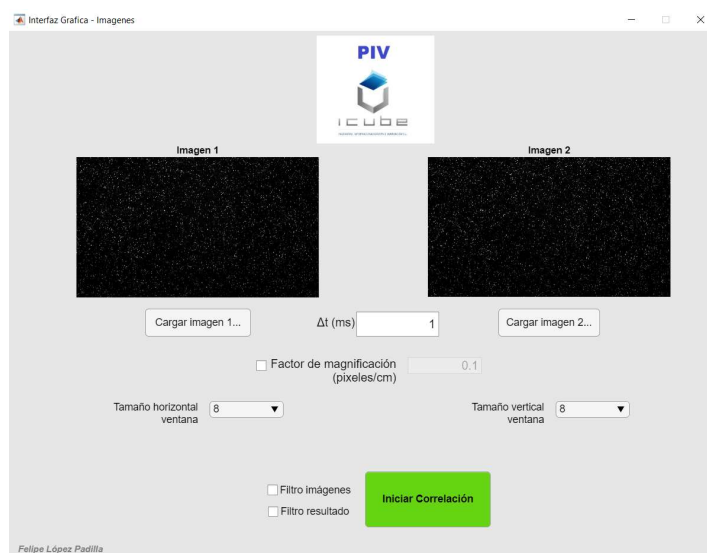 Interfaz Grafica - Imagenes
PIV
icube
Imagen 1
Imagen 2
Cargar imagen 1...
Δt (ms)
1
Cargar imagen 2...
Factor de magnificación
(pixeles/cm)
0.1
Tamaño horizontal
ventana
8
Tamaño vertical
ventana
8
Filtro imágenes
Filtro resultado
Iniciar Correlación
Felipe López Padilla